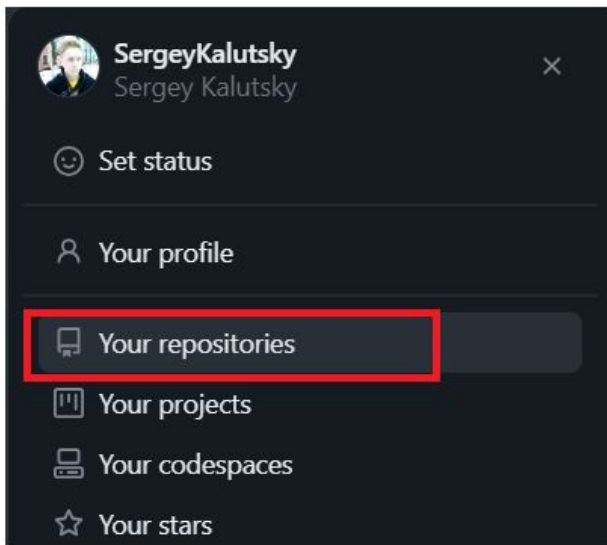 SergeyKalutsky
Sergey Kalutsky
Set status
Your profile
Your repositories
Your projects
Your codespaces
Your stars